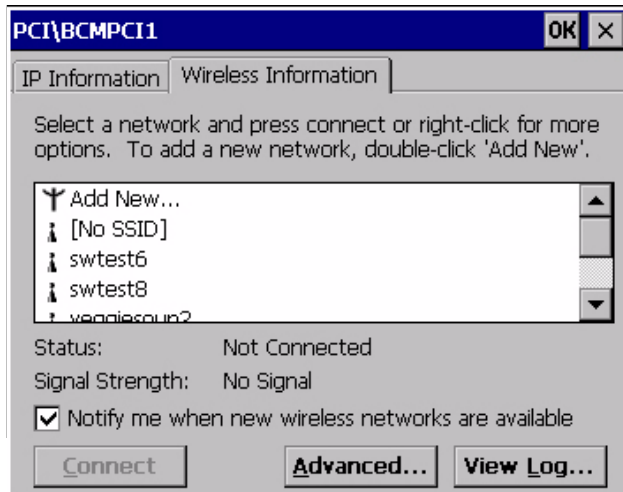 PCI\BCMPCI1 OK ×
IP Information Wireless Information
Select a network and press connect or right-click for more
options. To add a new network, double-click 'Add New'.
Add New...
[No SSID]
swtest6
swtest8
veggiesoup2
Status: Not Connected
Signal Strength: No Signal
Notify me when new wireless networks are available
Connect Advanced... View Log...